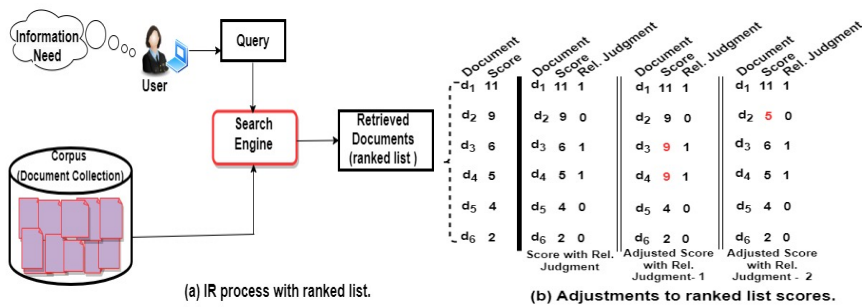 Information
Need
User
Query
Search
Engine
Retrieved
Documents
(ranked list )
Corpus
(Document Collection)
(a) IR process with ranked list.
Document Score
d1 11
d2 9
d3 6
d4 5
d5 4
d6 2
Document Score Rel. Judgment
d1 11 1
d2 9 0
d3 6 1
d4 5 1
d5 4 0
d6 2 0
Score with Rel.
Judgment
Document Score Rel. Judgment
d1 11 1
d2 9 0
d3 9 1
d4 9 1
d5 4 0
d6 2 0
Adjusted Score
with Rel.
Judgment- 1
Document Score Rel. Judgment
d1 11 1
d2 5 0
d3 6 1
d4 5 1
d5 4 0
d6 2 0
Adjusted Score
with Rel.
Judgment - 2
(b) Adjustments to ranked list scores.